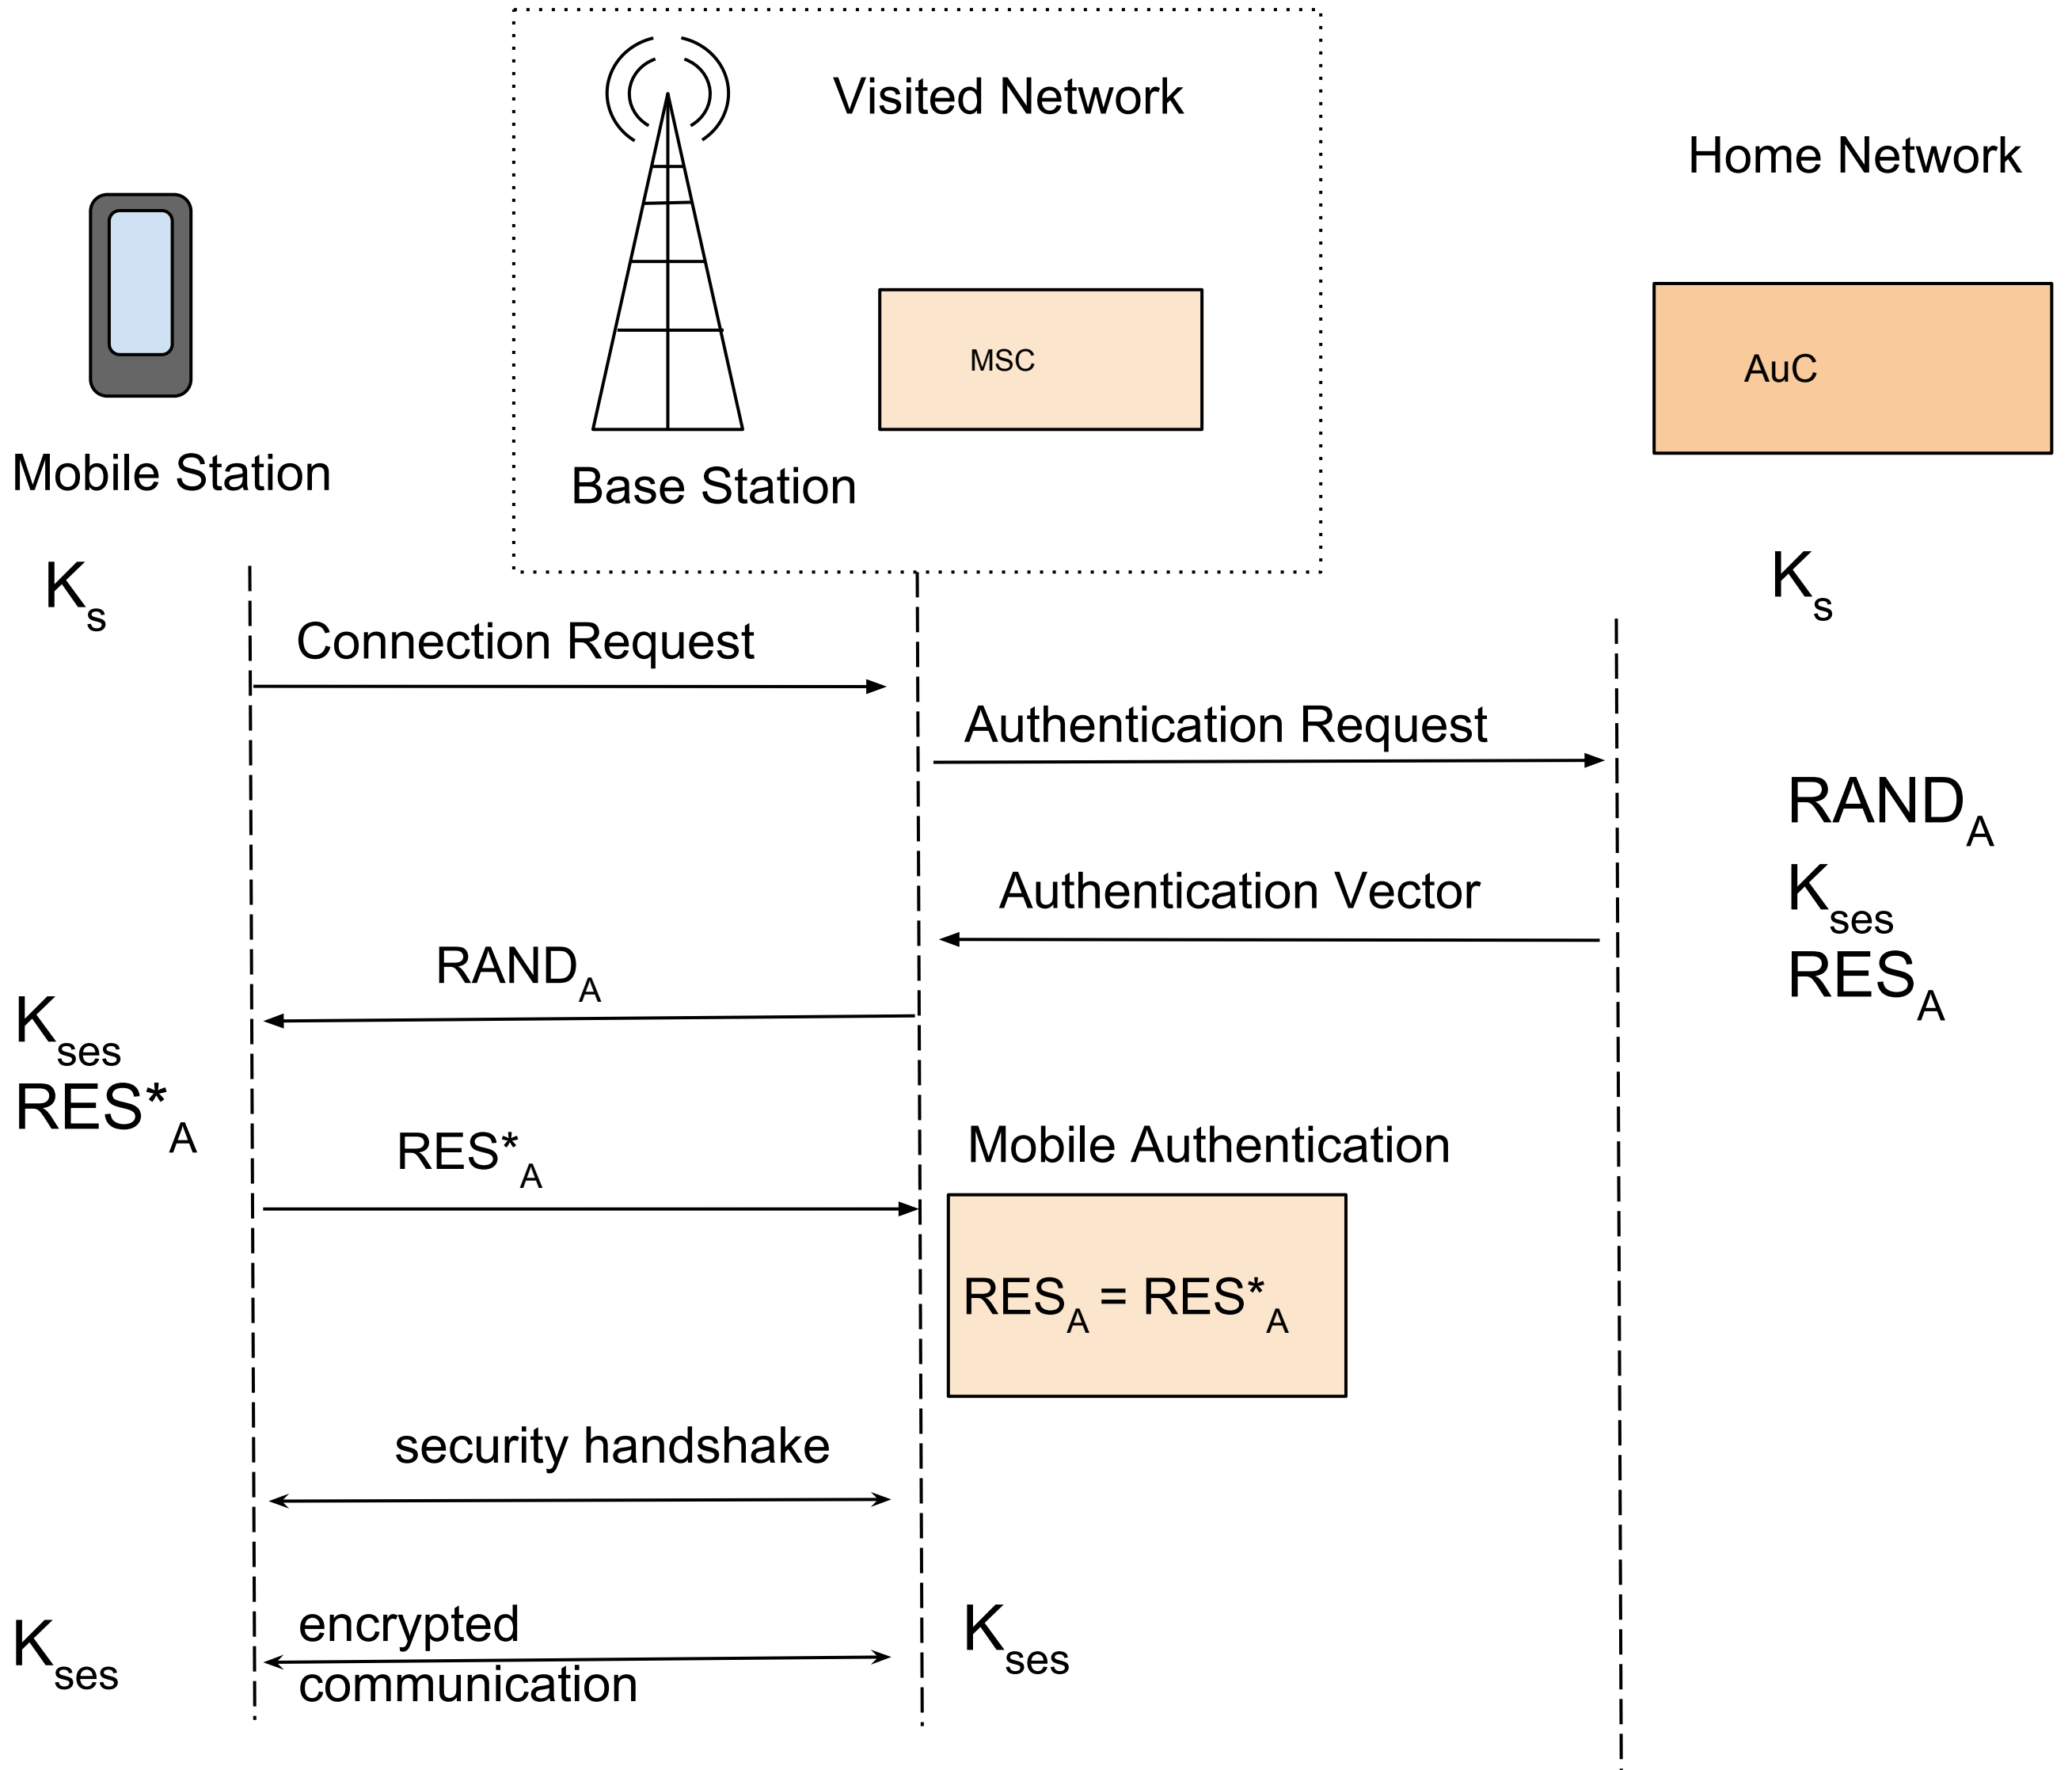 Visited Network
Home Network
MSC
AuC
Mobile Station
Base Station
Ks
Ks
Connection Request
Authentication Request
RANDA
Authentication Vector
Kses
RANDA
RESA
Kses
RES*A
RES*A
Mobile Authentication
RESA = RES*A
security handshake
encrypted
communication
Kses
Kses